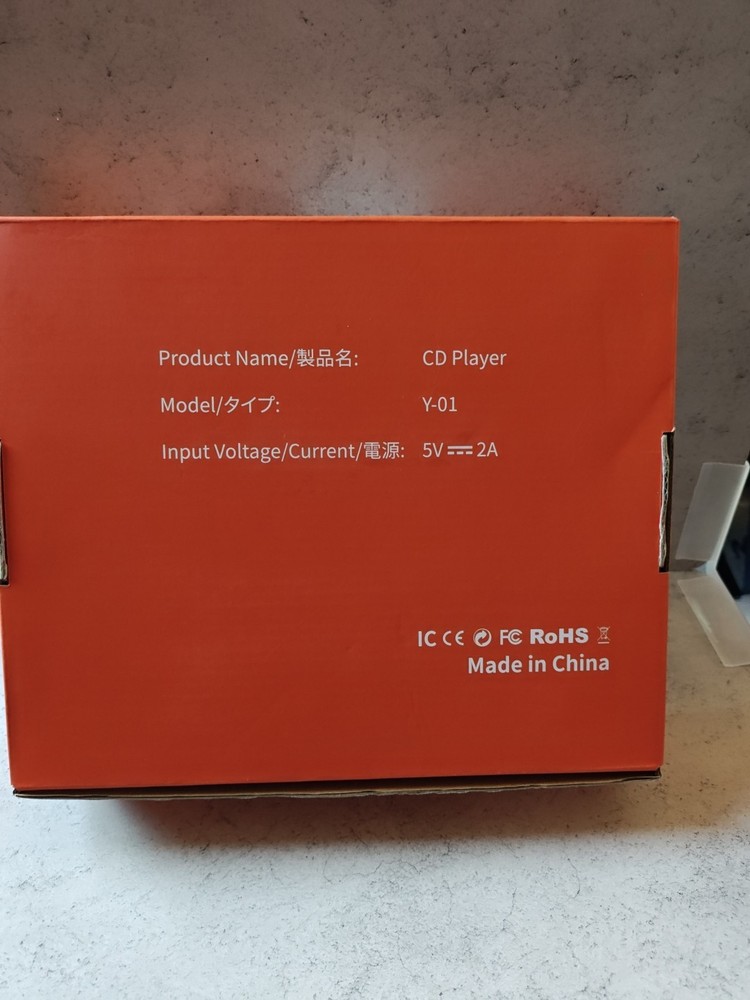 Product Name/製品名: CD Player
Model/タイプ: Y-01
Input Voltage/Current/電源: 5V⎓2A
IC CE FC RoHS
Made in China